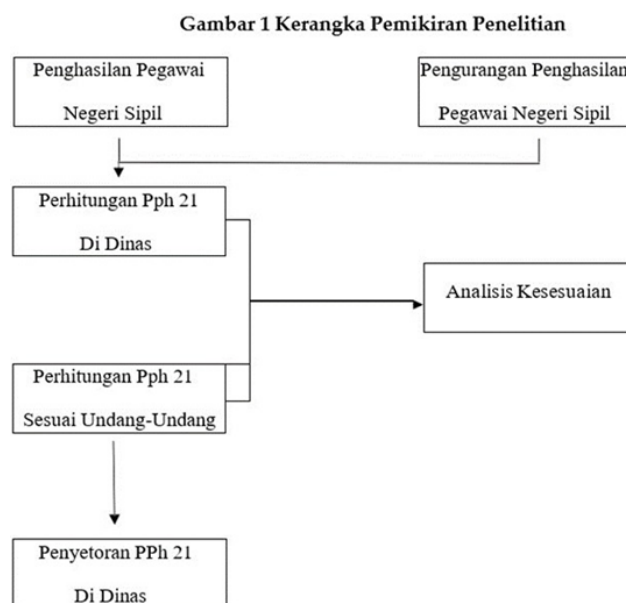 Gambar 1 Kerangka Pemikiran Penelitian
Penghasilan Pegawai
Negeri Sipil
Pengurangan Penghasilan
Pegawai Negeri Sipil
Perhitungan Pph 21
Di Dinas
Analisis Kesesuaian
Perhitungan Pph 21
Sesuai Undang-Undang
Penyetoran PPh 21
Di Dinas